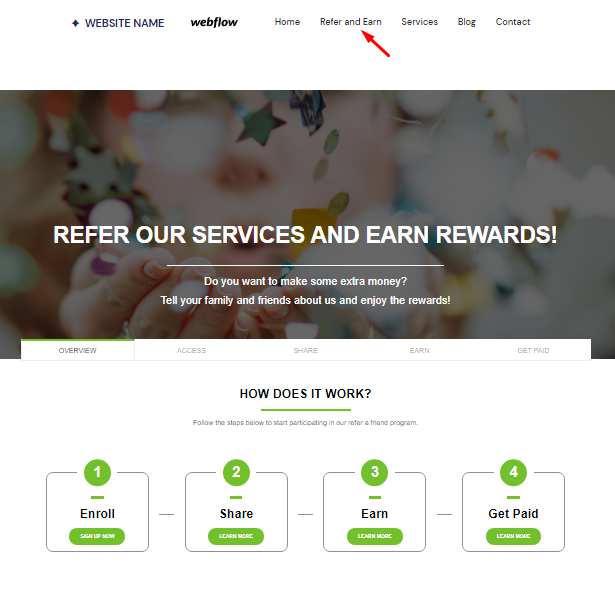 WEBSITE NAME webflow Home Refer and Earn Services Blog Contact
REFER OUR SERVICES AND EARN REWARDS!
Do you want to make some extra money?
Tell your family and friends about us and enjoy the rewards!
OVERVIEW ACCESS SHARE EARN GET PAID
HOW DOES IT WORK?
Follow the steps below to start participating in our refer a friend program.
1 2 3 4
Enroll Share Earn Get Paid
SIGN UP NOW LEARN MORE LEARN MORE LEARN MORE